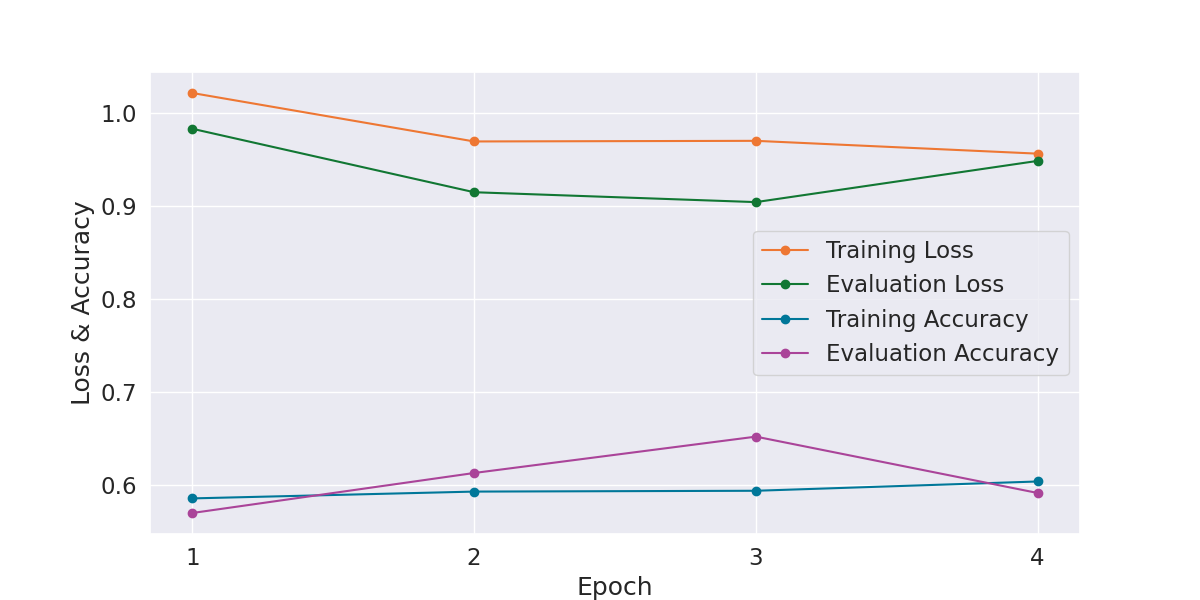 1.0
0.9
0.8
0.7
0.6
Loss & Accuracy
Training Loss
Evaluation Loss
Training Accuracy
Evaluation Accuracy
1 2 3 4
Epoch